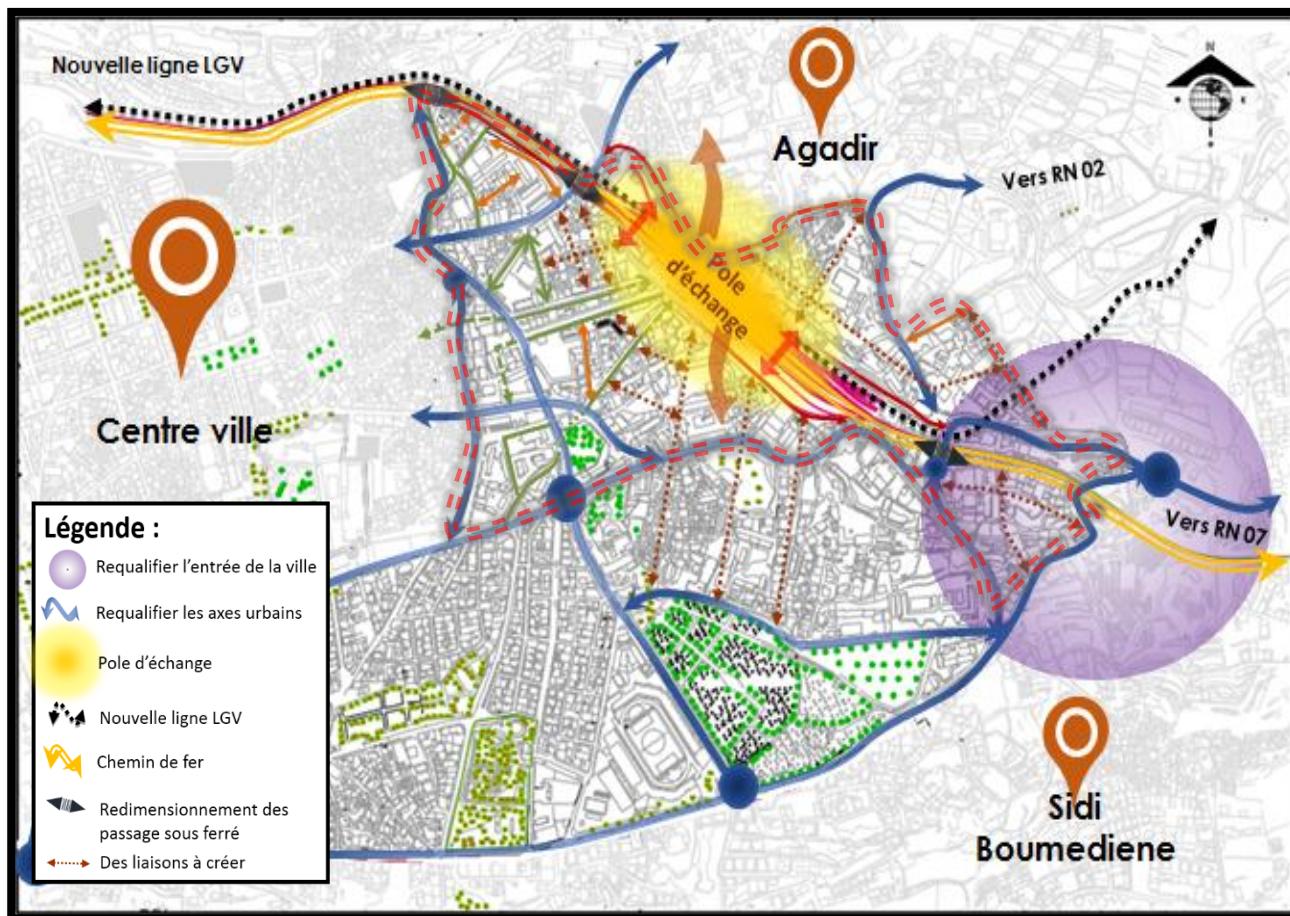 Nouvelle ligne LGV
Agadir
N
Vers RN 02
Pole
d'échange
Centre ville
Vers RN 07
Légende :
Requalifier l'entrée de la ville
Requalifier les axes urbains
Pole d'échange
Nouvelle ligne LGV
Chemin de fer
Redimensionnement des
passage sous ferré
Des liaisons à créer
Sidi
Boumediene